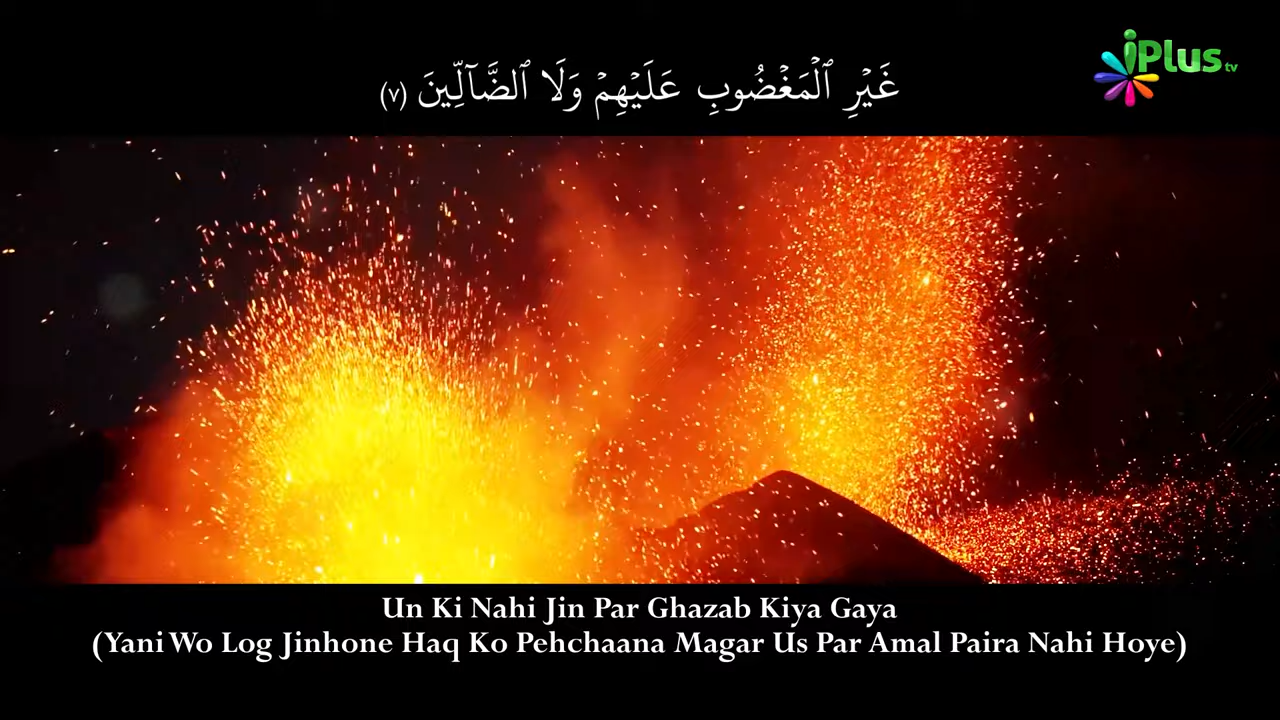 غَيْرِ ٱلْمَغْضُوبِ عَلَيْهِمْ وَلَا ٱلضَّآلِّينَ (٧)
iPlus tv
Un Ki Nahi Jin Par Ghazab Kiya Gaya
(Yani Wo Log Jinhone Haq Ko Pehchaana Magar Us Par Amal Paira Nahi Hoye)